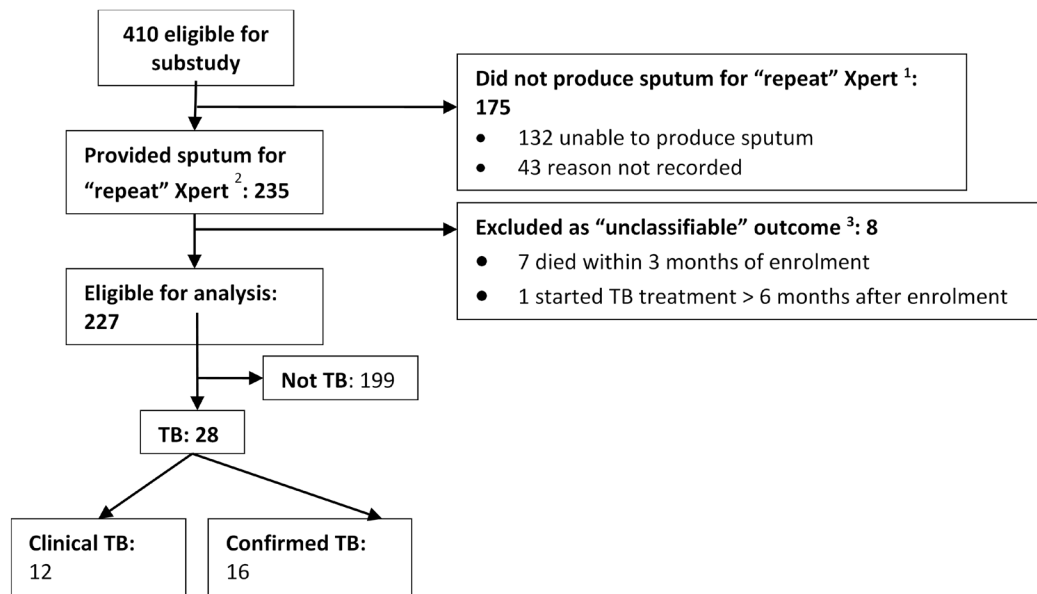 410 eligible for
substudy
Did not produce sputum for “repeat” Xpert ¹:
175
• 132 unable to produce sputum
• 43 reason not recorded
Provided sputum for
“repeat” Xpert ²: 235
Excluded as “unclassifiable” outcome ³: 8
• 7 died within 3 months of enrolment
• 1 started TB treatment > 6 months after enrolment
Eligible for analysis:
227
Not TB: 199
TB: 28
Clinical TB:
12
Confirmed TB:
16